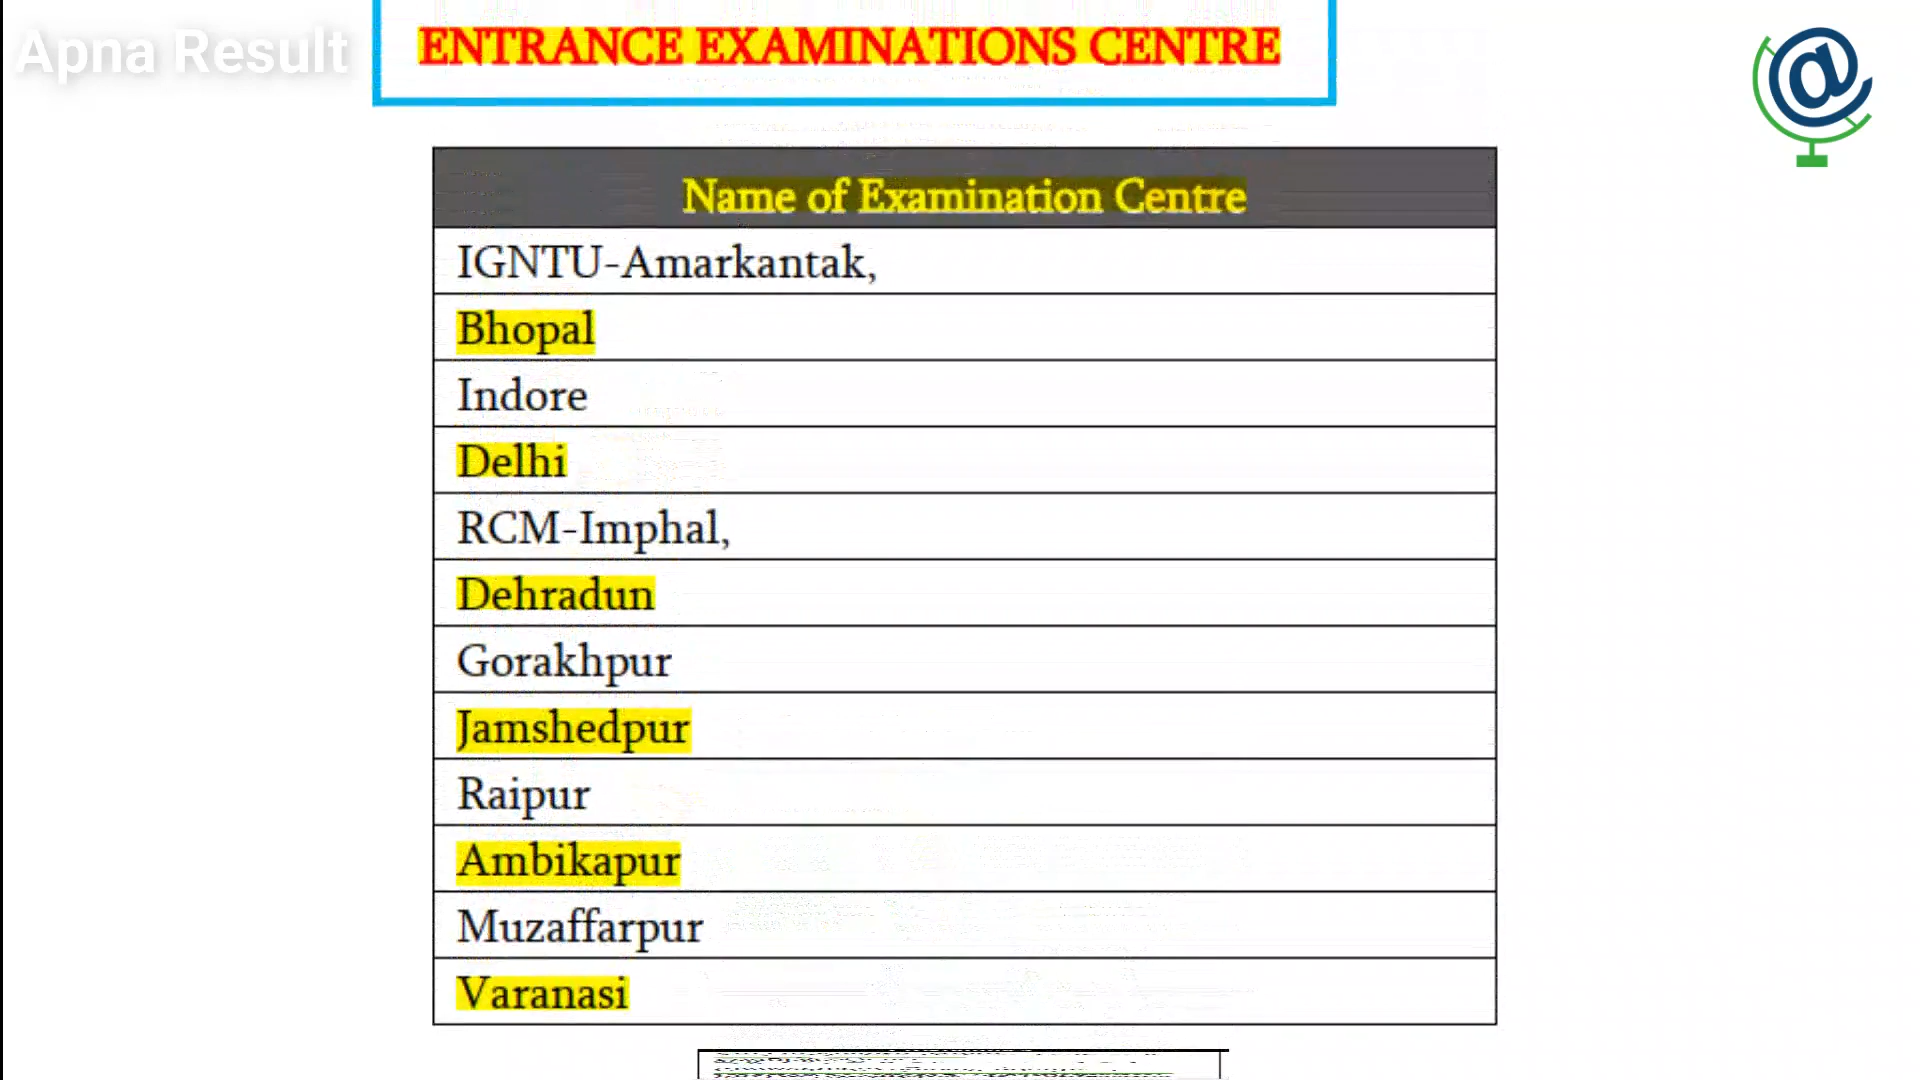 Apna Result
ENTRANCE EXAMINATIONS CENTRE
Name of Examination Centre
IGNTU-Amarkantak,
Bhopal
Indore
Delhi
RCM-Imphal,
Dehradun
Gorakhpur
Jamshedpur
Raipur
Ambikapur
Muzaffarpur
Varanasi